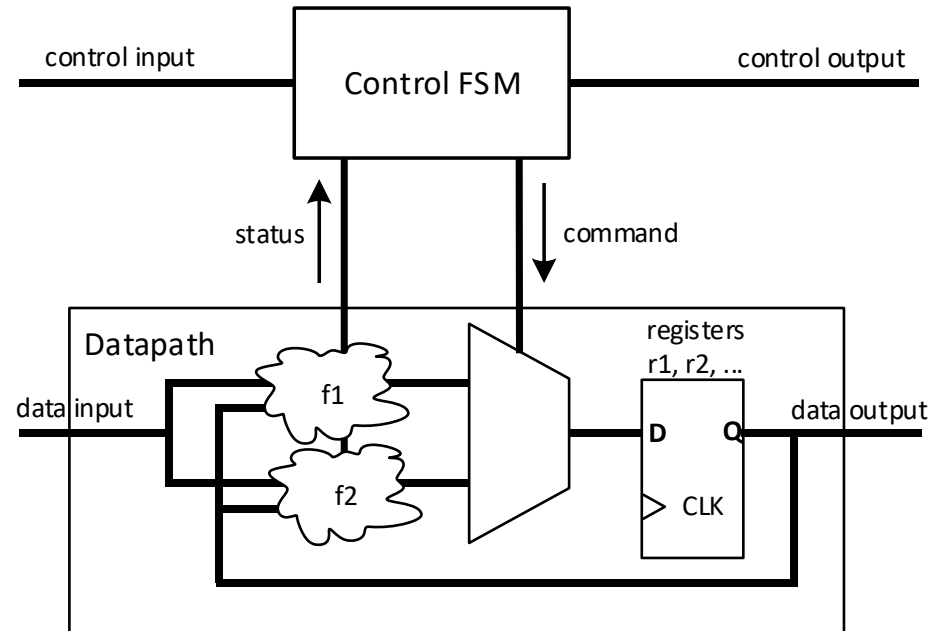 control input
Control FSM
control output
status
command
Datapath
registers
r1, r2, ...
f1
data input
data output
D
Q
f2
CLK